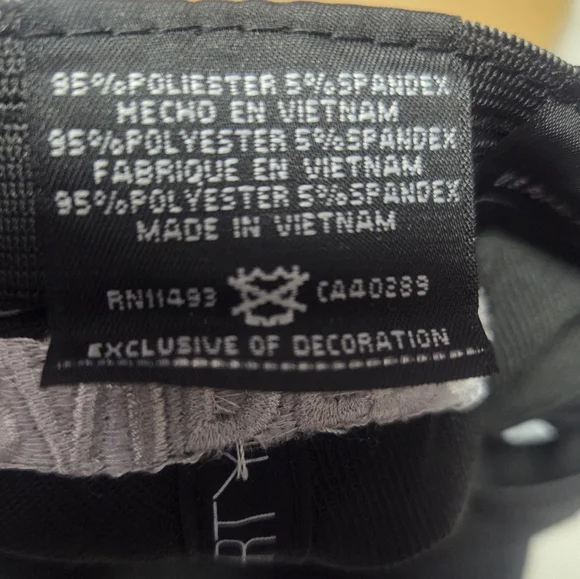 95%POLIESTER 5%SPANDEX
HECHO EN VIETNAM
95%POLYESTER 5%SPANDEX
FABRIQUE EN VIETNAM
95%POLYESTER 5%SPANDEX
MADE IN VIETNAM
RN11493 CA40289
EXCLUSIVE OF DECORATION